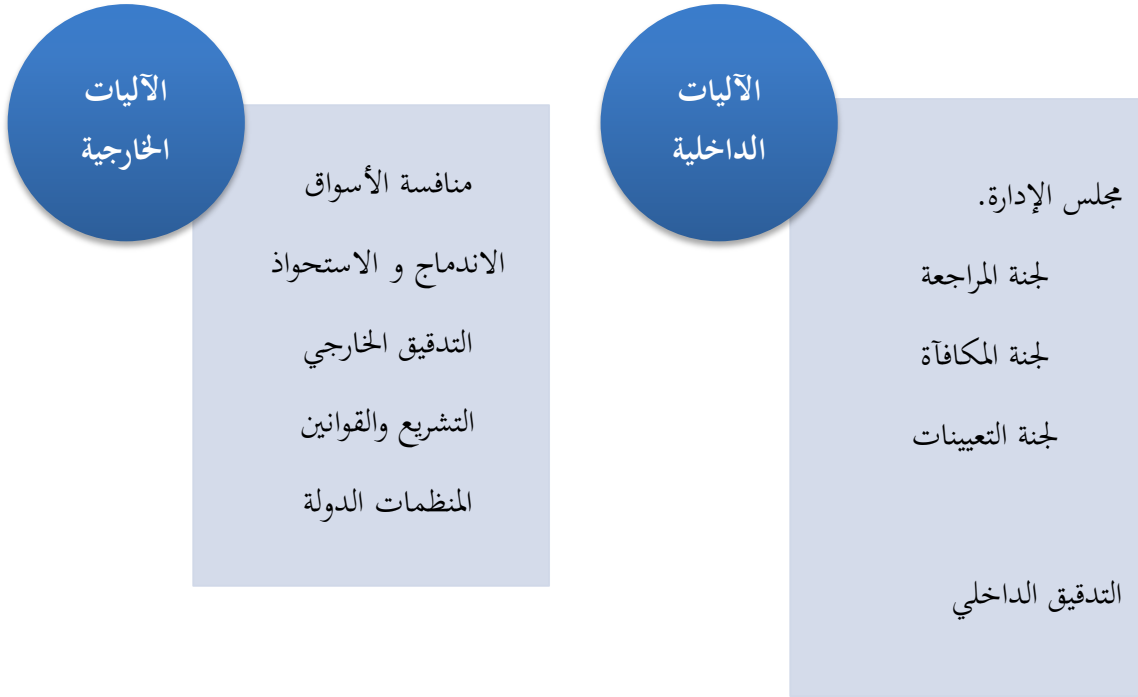 الآليات
الداخلية
مجلس الإدارة.
لجنة المراجعة
لجنة المكافآة
لجنة التعيينات
التدقيق الداخلي
الآليات
الخارجية
منافسة الأسواق
الاندماج و الاستحواذ
التدقيق الخارجي
التشريع والقوانين
المنظمات الدولة